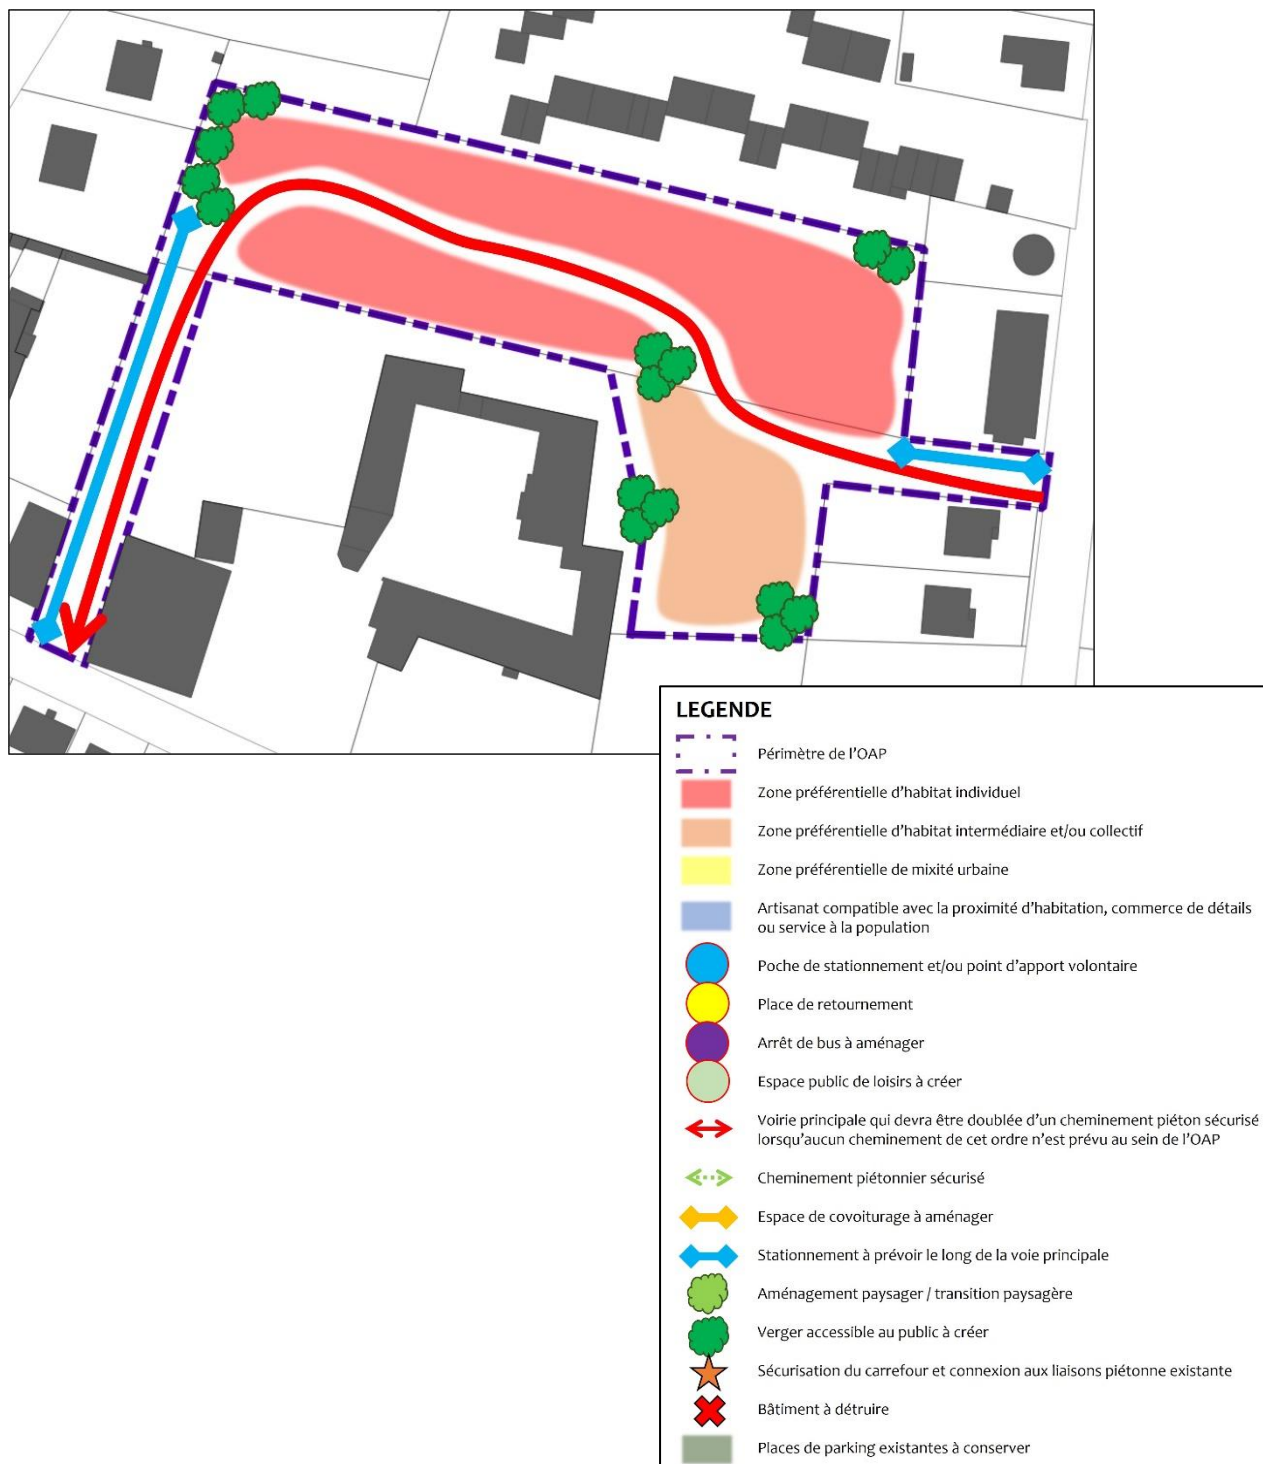 LEGENDE
Périmètre de l’OAP
Zone préférentielle d’habitat individuel
Zone préférentielle d’habitat intermédiaire et/ou collectif
Zone préférentielle de mixité urbaine
Artisanat compatible avec la proximité d’habitation, commerce de détails
ou service à la population
Poche de stationnement et/ou point d’apport volontaire
Place de retournement
Arrêt de bus à aménager
Espace public de loisirs à créer
Voirie principale qui devra être doublée d’un cheminement piéton sécurisé
lorsqu’aucun cheminement de cet ordre n’est prévu au sein de l’OAP
Cheminement piétonnier sécurisé
Espace de covoiturage à aménager
Stationnement à prévoir le long de la voie principale
Aménagement paysager / transition paysagère
Verger accessible au public à créer
Sécurisation du carrefour et connexion aux liaisons piétonne existante
Bâtiment à détruire
Places de parking existantes à conserver